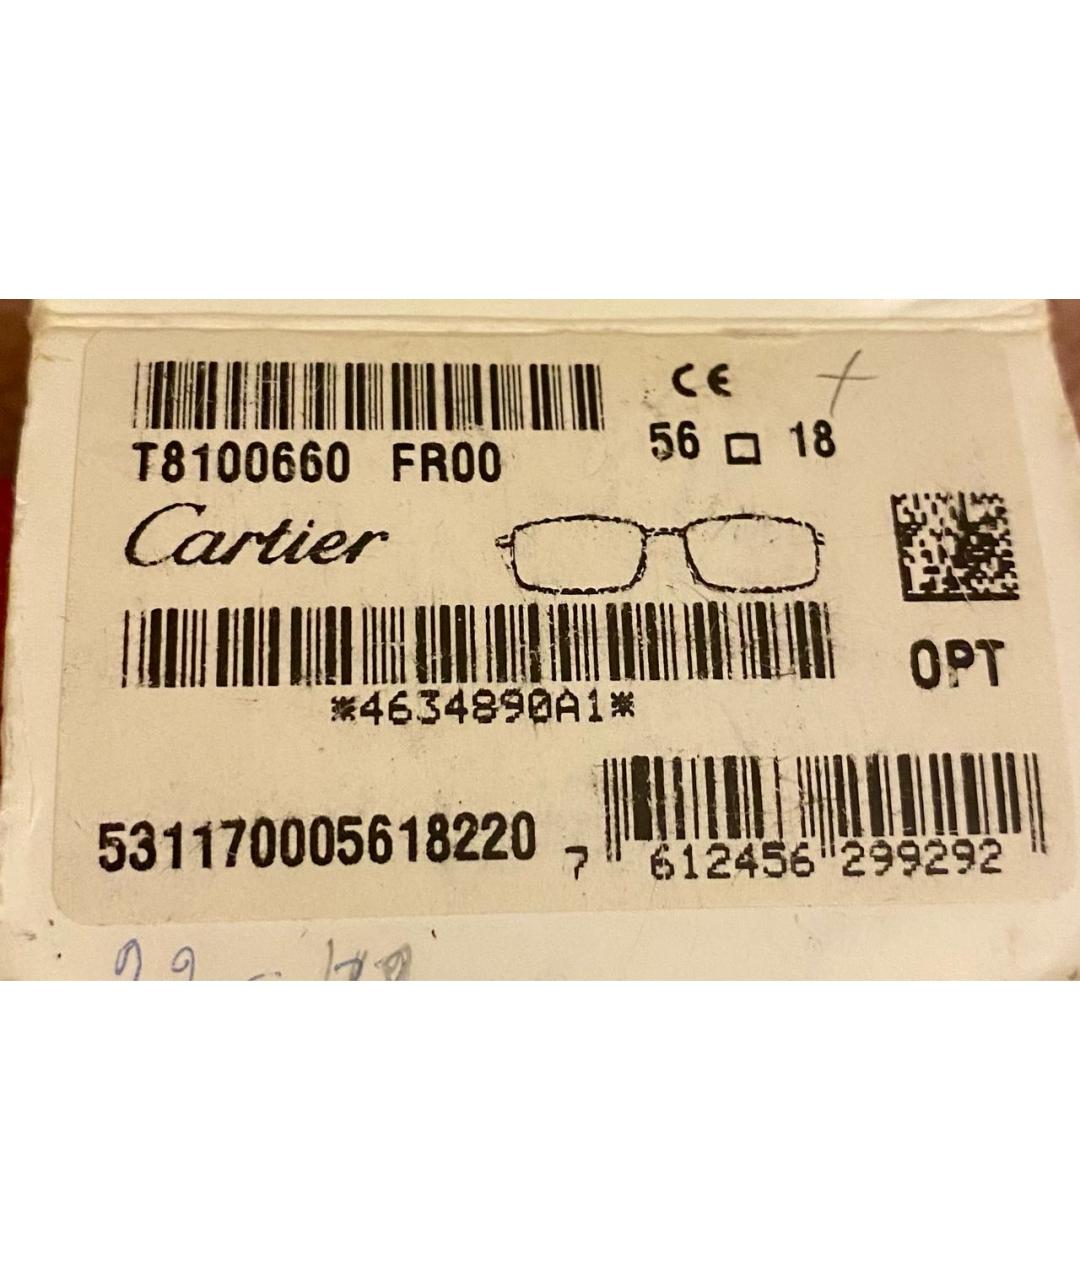 T8100660 FR00
CE
56 □ 18
Cartier
OPT
*4634890A1*
531170005618220
7 612456 299292